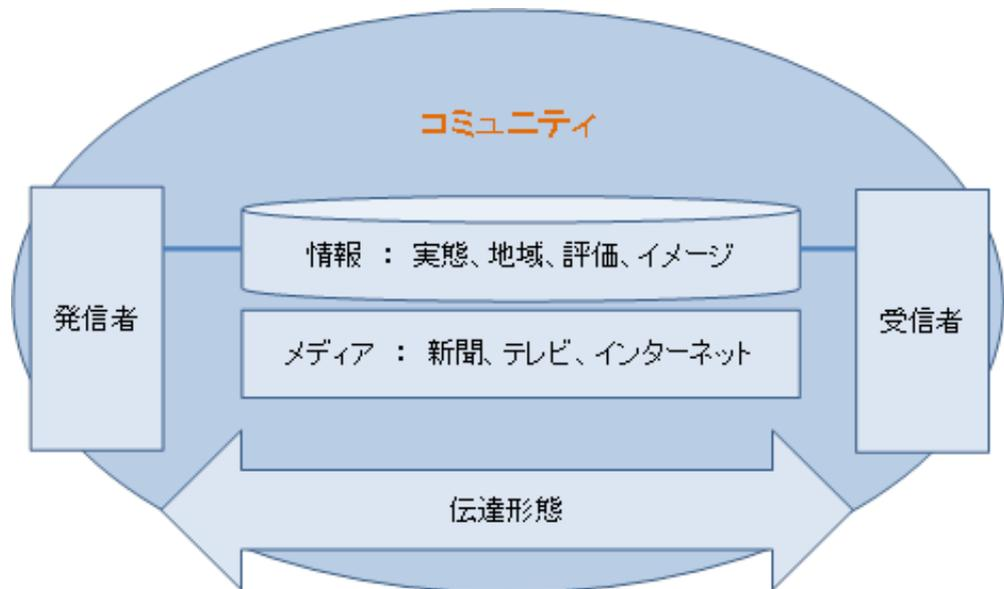 コミュニティ
情報 ： 実態、地域、評価、イメージ
発信者
受信者
メディア ： 新聞、テレビ、インターネット
伝達形態